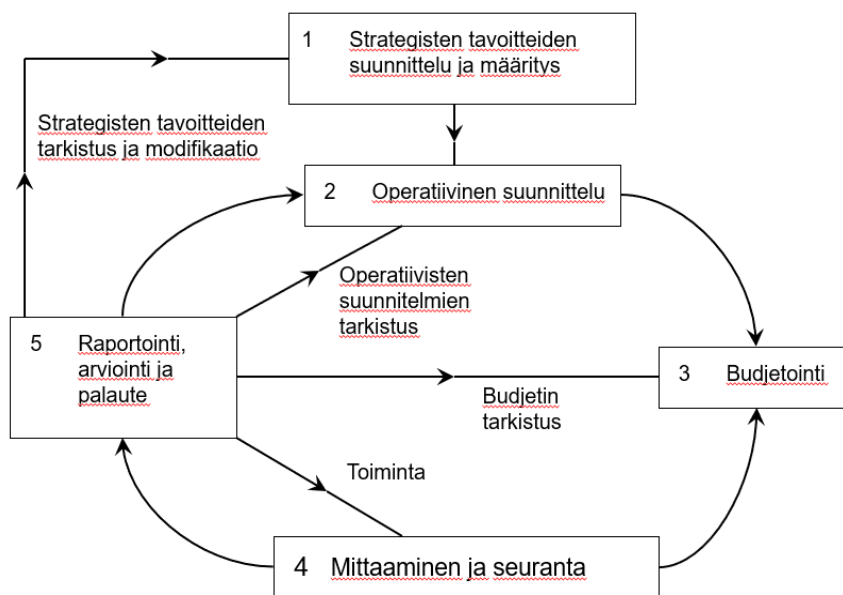 1 Strategisten tavoitteiden
suunnittelu ja määritys
Strategisten tavoitteiden
tarkistus ja modifikaatio
2 Operatiivinen suunnittelu
Operatiivisten
suunnitelmien
tarkistus
5 Raportointi,
arviointi ja
palaute
3 Budjetointi
Budjetin
tarkistus
Toiminta
4 Mittaaminen ja seuranta